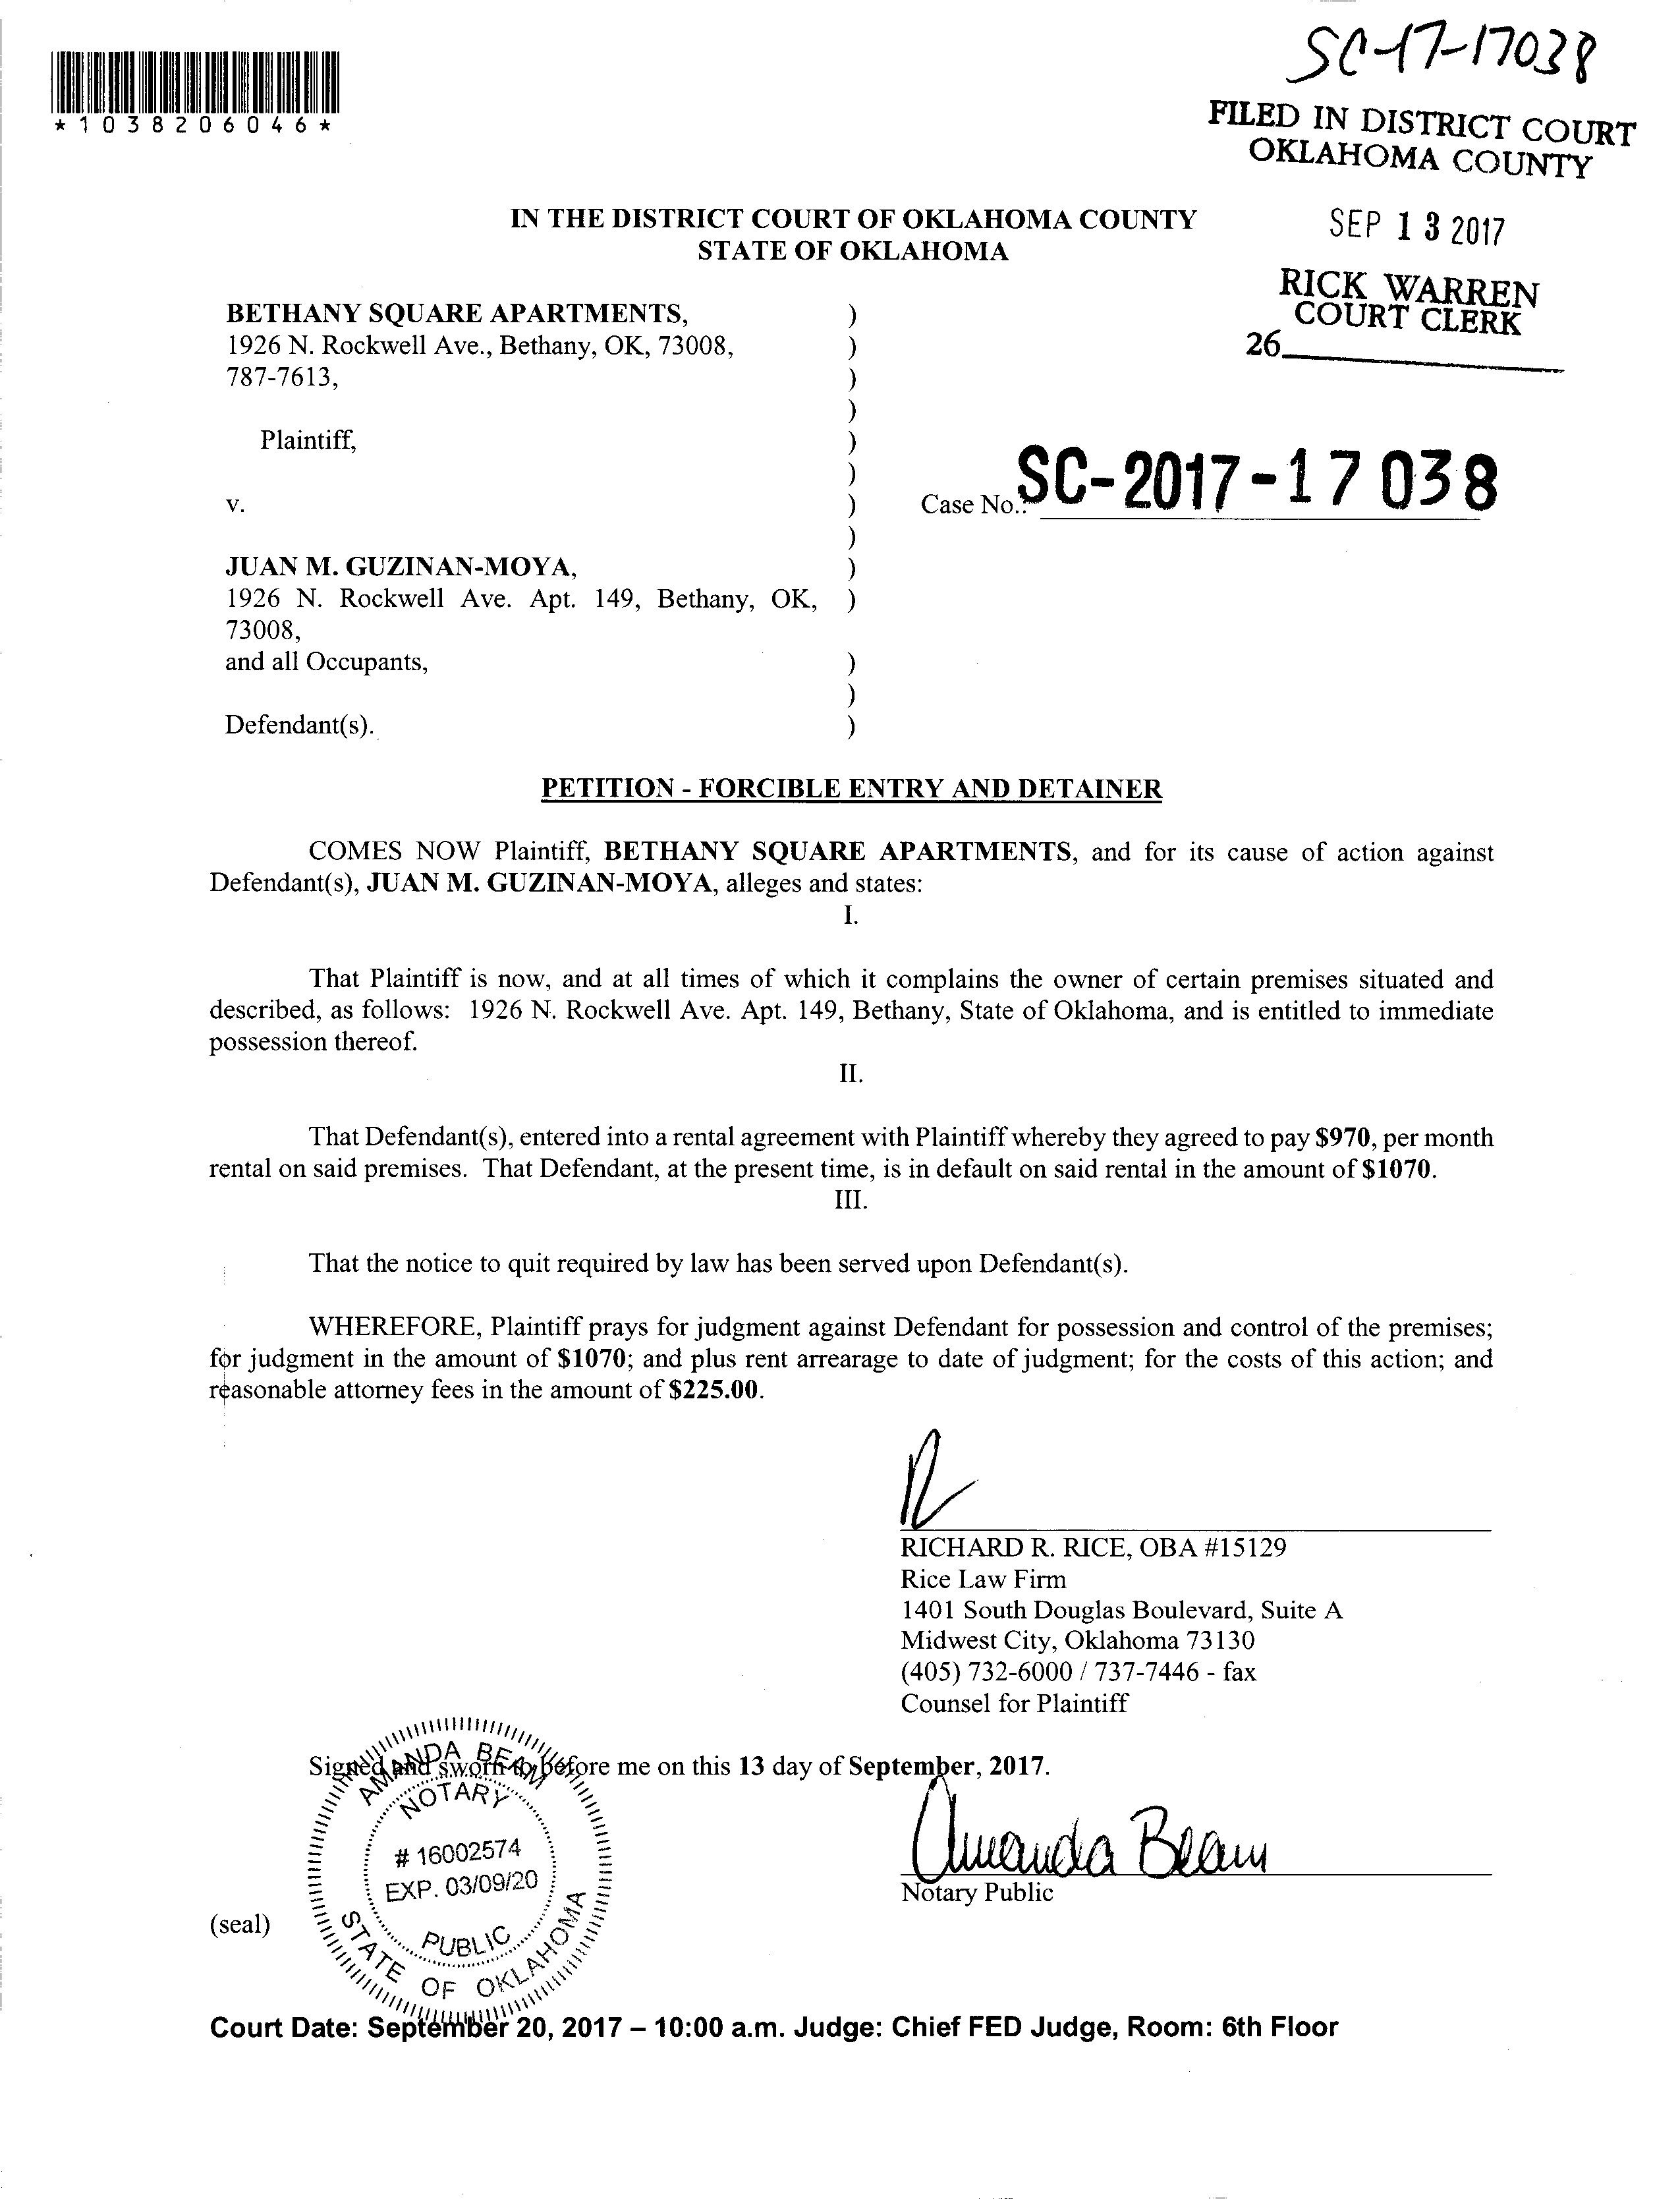 SC-17-17038
*1038206046*
FILED IN DISTRICT COURT
OKLAHOMA COUNTY
IN THE DISTRICT COURT OF OKLAHOMA COUNTY
STATE OF OKLAHOMA
SEP 13 2017
RICK WARREN
COURT CLERK
26
BETHANY SQUARE APARTMENTS, )
1926 N. Rockwell Ave., Bethany, OK, 73008, )
787-7613, )
)
Plaintiff, )
)
v. )
Case No.: SC-2017-17038
)
JUAN M. GUZINAN-MOYA, )
1926 N. Rockwell Ave. Apt. 149, Bethany, OK, )
73008,
and all Occupants, )
)
Defendant(s). )
PETITION - FORCIBLE ENTRY AND DETAINER
COMES NOW Plaintiff, BETHANY SQUARE APARTMENTS, and for its cause of action against
Defendant(s), JUAN M. GUZINAN-MOYA, alleges and states:
I.
That Plaintiff is now, and at all times of which it complains the owner of certain premises situated and
described, as follows: 1926 N. Rockwell Ave. Apt. 149, Bethany, State of Oklahoma, and is entitled to immediate
possession thereof.
II.
That Defendant(s), entered into a rental agreement with Plaintiff whereby they agreed to pay $970, per month
rental on said premises. That Defendant, at the present time, is in default on said rental in the amount of $1070.
III.
That the notice to quit required by law has been served upon Defendant(s).
WHEREFORE, Plaintiff prays for judgment against Defendant for possession and control of the premises;
for judgment in the amount of $1070; and plus rent arrearage to date of judgment; for the costs of this action; and
reasonable attorney fees in the amount of $225.00.
RICHARD R. RICE, OBA #15129
Rice Law Firm
1401 South Douglas Boulevard, Suite A
Midwest City, Oklahoma 73130
(405) 732-6000 / 737-7446 - fax
Counsel for Plaintiff
Signed and sworn to before me on this 13 day of September, 2017.
AMANDA BEAM
NOTARY
# 16002574
EXP. 03/09/20
PUBLIC
STATE OF OKLAHOMA
Amanda Beam
Notary Public
(seal)
Court Date: September 20, 2017 – 10:00 a.m. Judge: Chief FED Judge, Room: 6th Floor